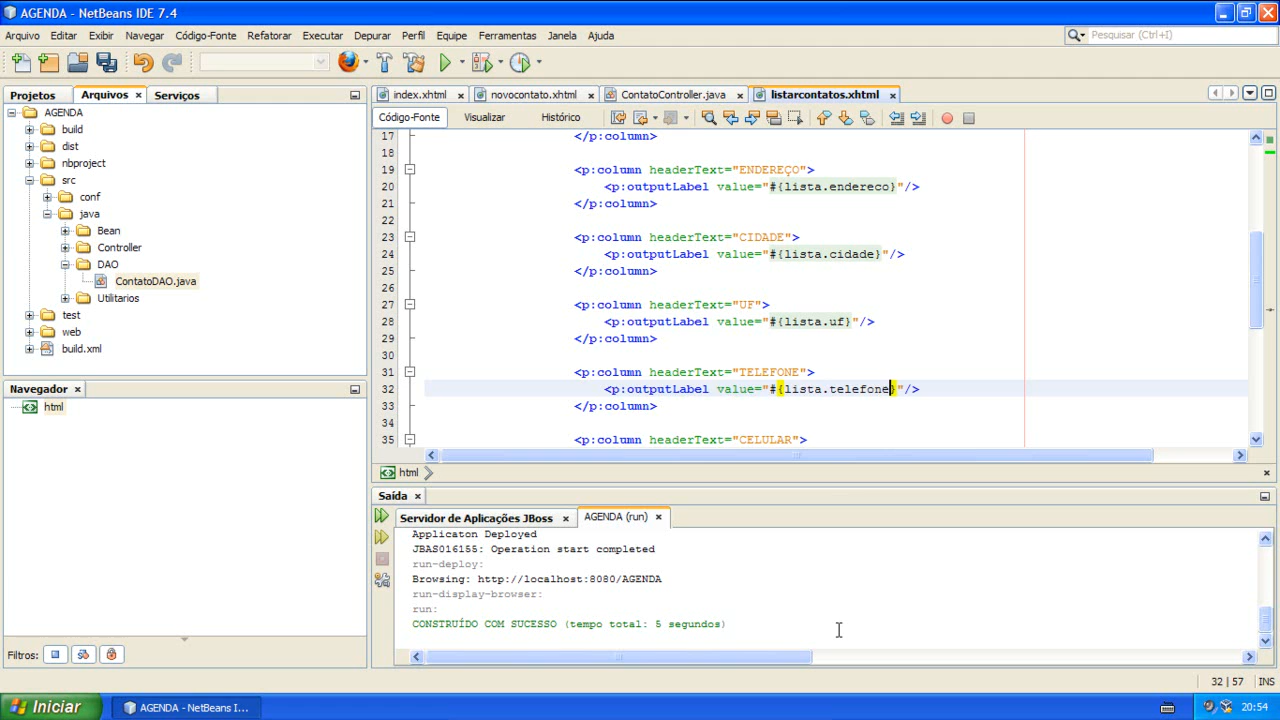 AGENDA - NetBeans IDE 7.4
Arquivo Editar Exibir Navegar Código-Fonte Refatorar Executar Depurar Perfil Equipe Ferramentas Janela Ajuda
Pesquisar (Ctrl+I)
Projetos Arquivos Serviços
index.xhtml novocontato.xhtml ContatoController.java listarcontatos.xhtml
Código-Fonte Visualizar Histórico
AGENDA
build
dist
nbproject
src
conf
java
Bean
Controller
DAO
ContatoDAO.java
Utilitarios
test
web
build.xml
Navegador
html
Filtros:
17 </p:column>
18
19 <p:column headerText="ENDEREÇO">
20 <p:outputLabel value="#{lista.endereco}"/>
21 </p:column>
22
23 <p:column headerText="CIDADE">
24 <p:outputLabel value="#{lista.cidade}"/>
25 </p:column>
26
27 <p:column headerText="UF">
28 <p:outputLabel value="#{lista.uf}"/>
29 </p:column>
30
31 <p:column headerText="TELEFONE">
32 <p:outputLabel value="#{lista.telefone}"/>
33 </p:column>
34
35 <p:column headerText="CELULAR">
html
Saída
Servidor de Aplicações JBoss AGENDA (run)
Applicaton Deployed
JBAS016155: Operation start completed
run-deploy:
Browsing: http://localhost:8080/AGENDA
run-display-browser:
run:
CONSTRUÍDO COM SUCESSO (tempo total: 5 segundos)
32 | 57 INS
Iniciar AGENDA - NetBeans I... 20:54